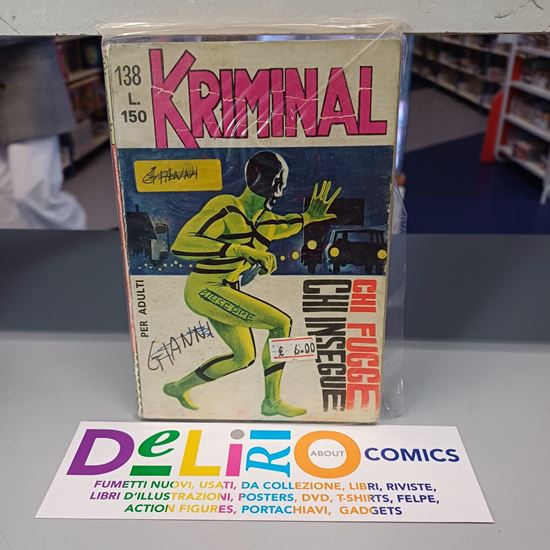 138
L.
150
KRIMINAL
GIANNI
PER ADULTI
GIUSEPPE
GIANNI
€ 6.00
CHI FUGGE
CHI INSEGUE
DeLiRiO ABOUT COMICS
FUMETTI NUOVI, USATI, DA COLLEZIONE, LIBRI, RIVISTE,
LIBRI D'ILLUSTRAZIONI, POSTERS, DVD, T-SHIRTS, FELPE,
ACTION FIGURES, PORTACHIAVI, GADGETS